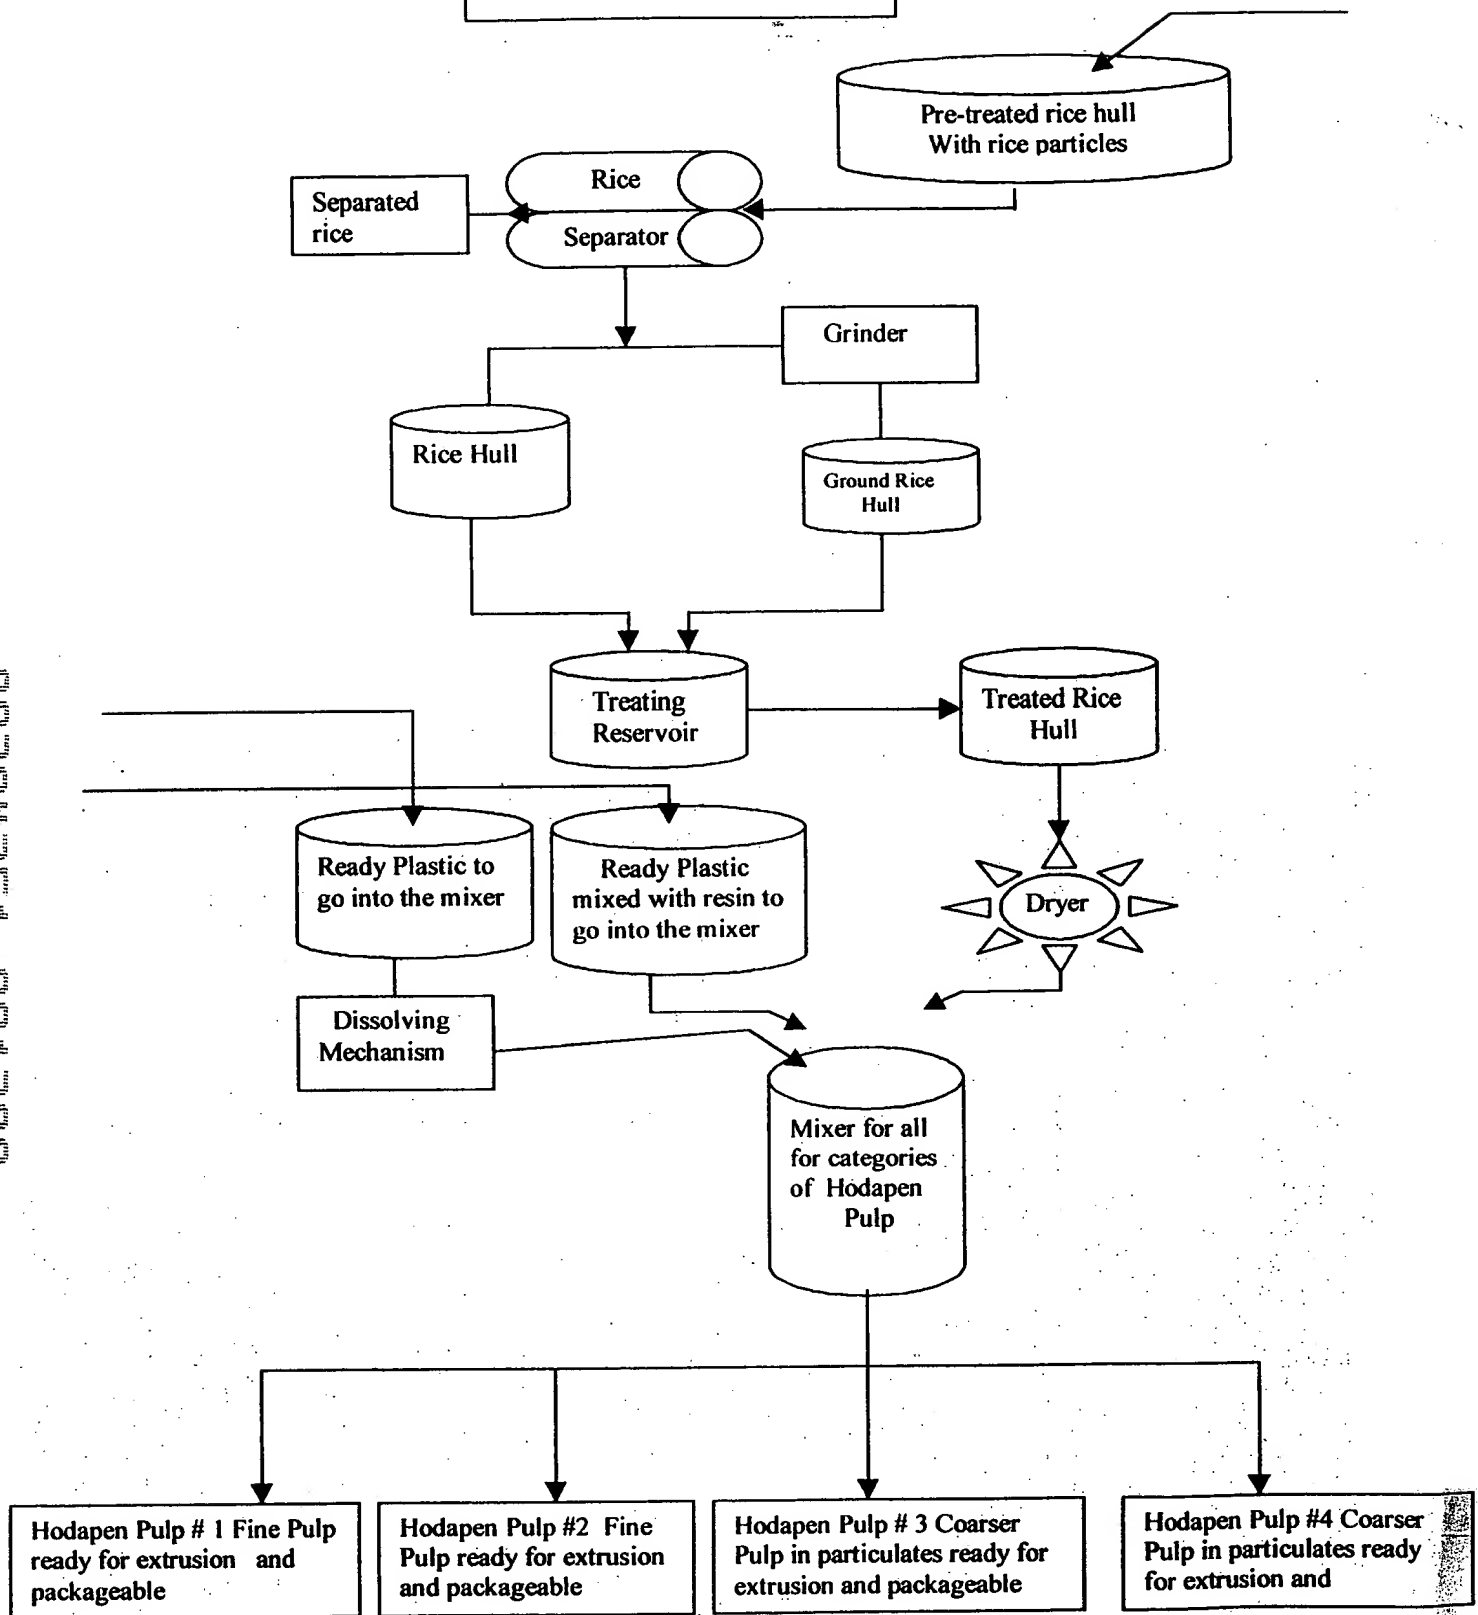 Pre-treated rice hull
With rice particles
Rice
Separator
Separated
rice
Grinder
Rice Hull
Ground Rice
Hull
Treating
Reservoir
Treated Rice
Hull
Ready Plastic to
go into the mixer
Ready Plastic
mixed with resin to
go into the mixer
Dryer
Dissolving
Mechanism
Mixer for all
for categories
of Hodapen
Pulp
Hodapen Pulp # 1 Fine Pulp
ready for extrusion and
packageable
Hodapen Pulp #2 Fine
Pulp ready for extrusion
and packageable
Hodapen Pulp # 3 Coarser
Pulp in particulates ready for
extrusion and packageable
Hodapen Pulp #4 Coarser
Pulp in particulates ready
for extrusion and